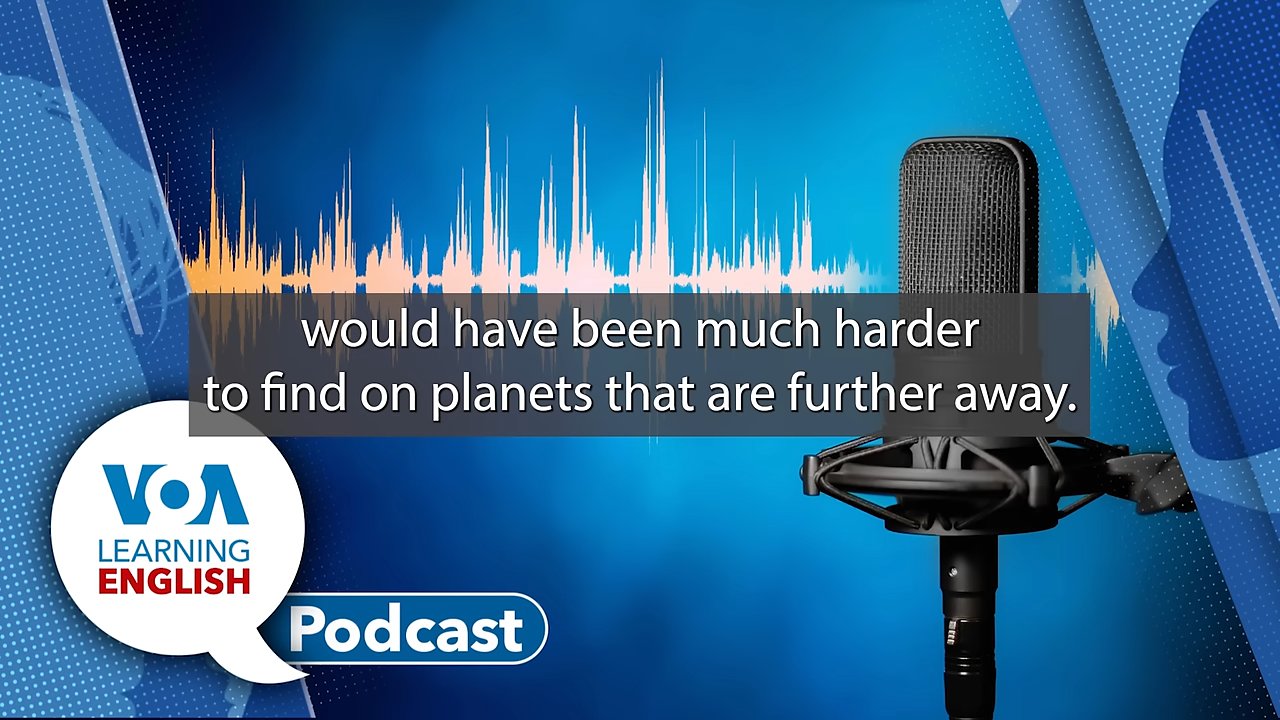 would have been much harder
to find on planets that are further away.
VOA
LEARNING
ENGLISH
Podcast